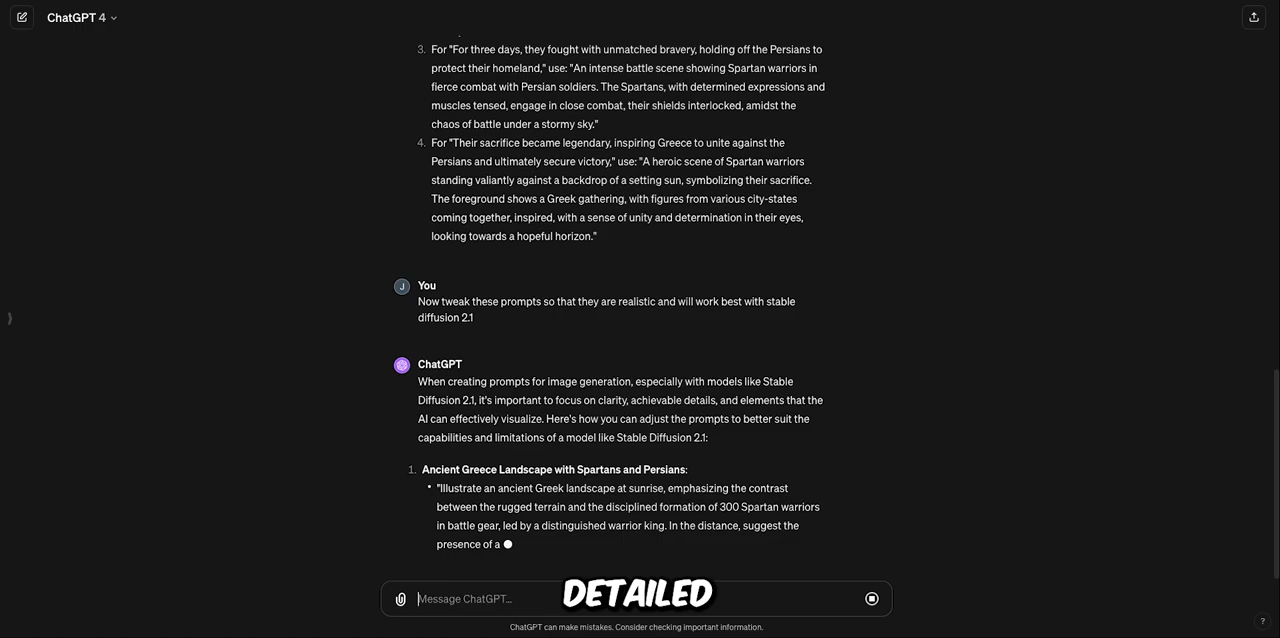 ChatGPT 4
3. For "For three days, they fought with unmatched bravery, holding off the Persians to
protect their homeland," use: "An intense battle scene showing Spartan warriors in
fierce combat with Persian soldiers. The Spartans, with determined expressions and
muscles tensed, engage in close combat, their shields interlocked, amidst the
chaos of battle under a stormy sky."
4. For "Their sacrifice became legendary, inspiring Greece to unite against the
Persians and ultimately secure victory," use: "A heroic scene of Spartan warriors
standing valiantly against a backdrop of a setting sun, symbolizing their sacrifice.
The foreground shows a Greek gathering, with figures from various city-states
coming together, inspired, with a sense of unity and determination in their eyes,
looking towards a hopeful horizon."
J You
Now tweak these prompts so that they are realistic and will work best with stable
diffusion 2.1
ChatGPT
When creating prompts for image generation, especially with models like Stable
Diffusion 2.1, it's important to focus on clarity, achievable details, and elements that the
AI can effectively visualize. Here's how you can adjust the prompts to better suit the
capabilities and limitations of a model like Stable Diffusion 2.1:
1. Ancient Greece Landscape with Spartans and Persians:
• "Illustrate an ancient Greek landscape at sunrise, emphasizing the contrast
between the rugged terrain and the disciplined formation of 300 Spartan warriors
in battle gear, led by a distinguished warrior king. In the distance, suggest the
presence of a
Message ChatGPT...
DETAILED
ChatGPT can make mistakes. Consider checking important information.
?